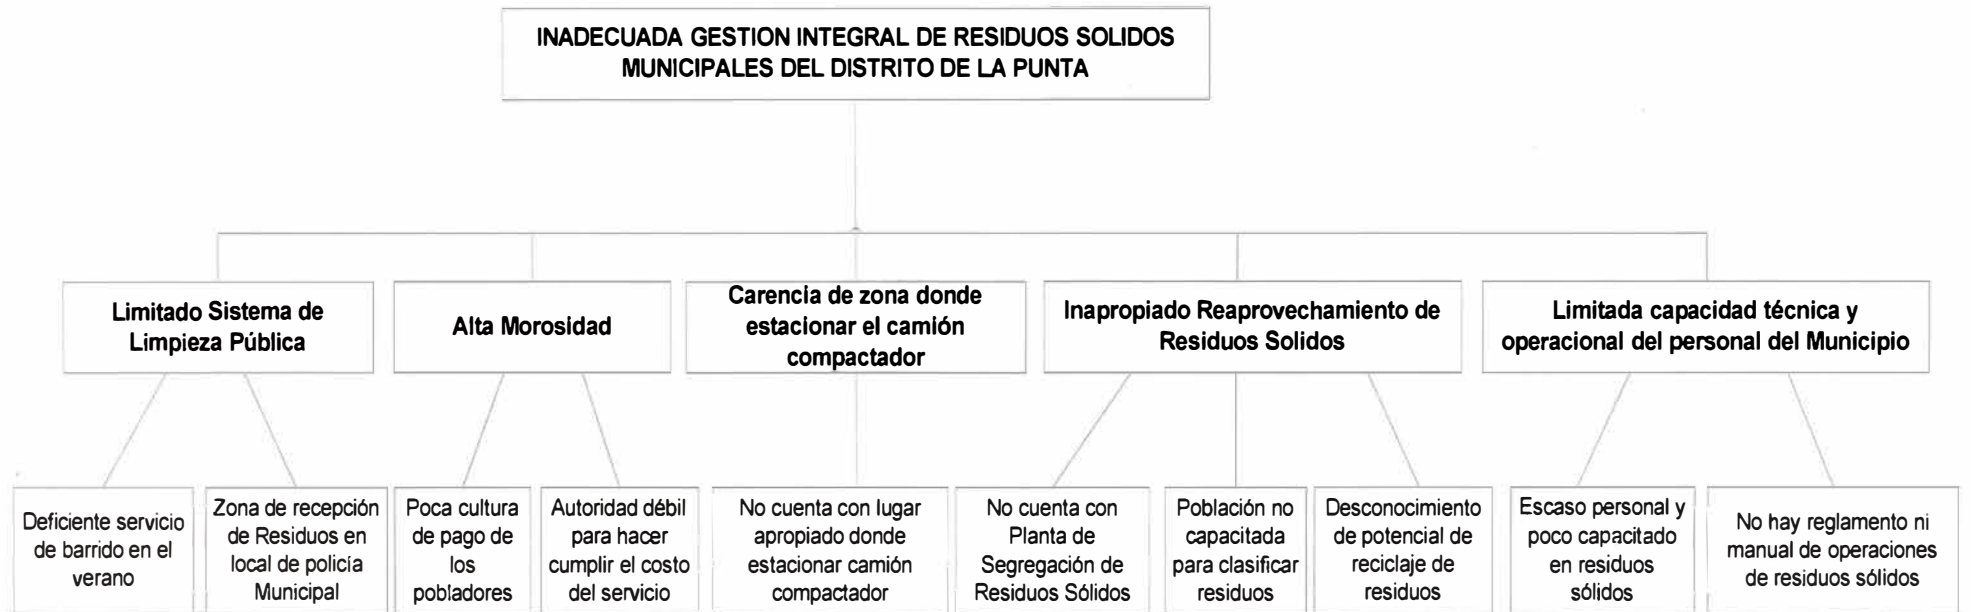 INADECUADA GESTION INTEGRAL DE RESIDUOS SOLIDOS
MUNICIPALES DEL DISTRITO DE LA PUNTA
Limitado Sistema de
Limpieza Pública
Alta Morosidad
Carencia de zona donde
estacionar el camión
compactador
Inapropiado Reaprovechamiento de
Residuos Solidos
Limitada capacidad técnica y
operacional del personal del Municipio
Deficiente servicio
de barrido en el
verano
Zona de recepción
de Residuos en
local de policía
Municipal
Poca cultura
de pago de
los
pobladores
Autoridad débil
para hacer
cumplir el costo
del servicio
No cuenta con lugar
apropiado donde
estacionar camión
compactador
No cuenta con
Planta de
Segregación de
Residuos Sólidos
Población no
capacitada
para clasificar
residuos
Desconocimiento
de potencial de
reciclaje de
residuos
Escaso personal y
poco capacitado
en residuos
sólidos
No hay reglamento ni
manual de operaciones
de residuos sólidos